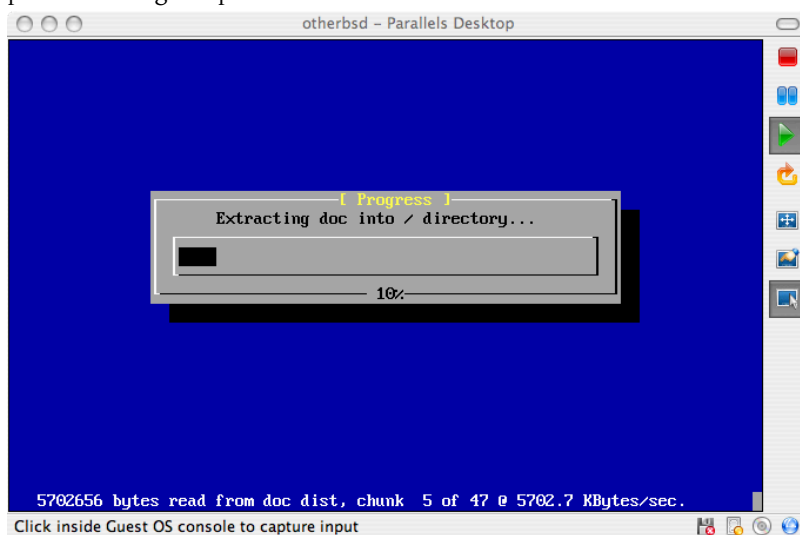 otherbsd – Parallels Desktop
[ Progress ]
Extracting doc into / directory...
10%
5702656 bytes read from doc dist, chunk  5 of 47 @ 5702.7 KBytes/sec.
Click inside Guest OS console to capture input